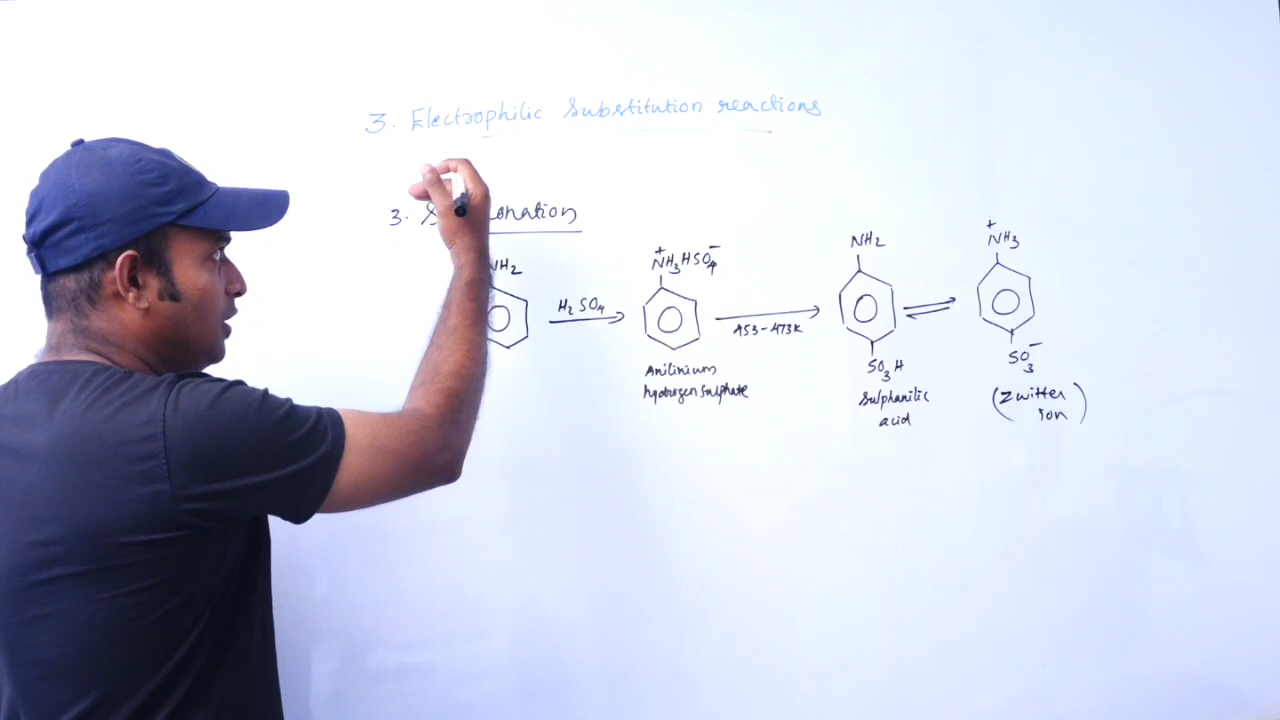 3. Electrophilic Substitution reactions
3.
NH2
H2SO4
+
NH3HSO4-
453-473K
Anilinium
hydrogen sulphate
NH2
SO3H
Sulphanilic
acid
+
NH3
SO3-
(Zwitter
ion)